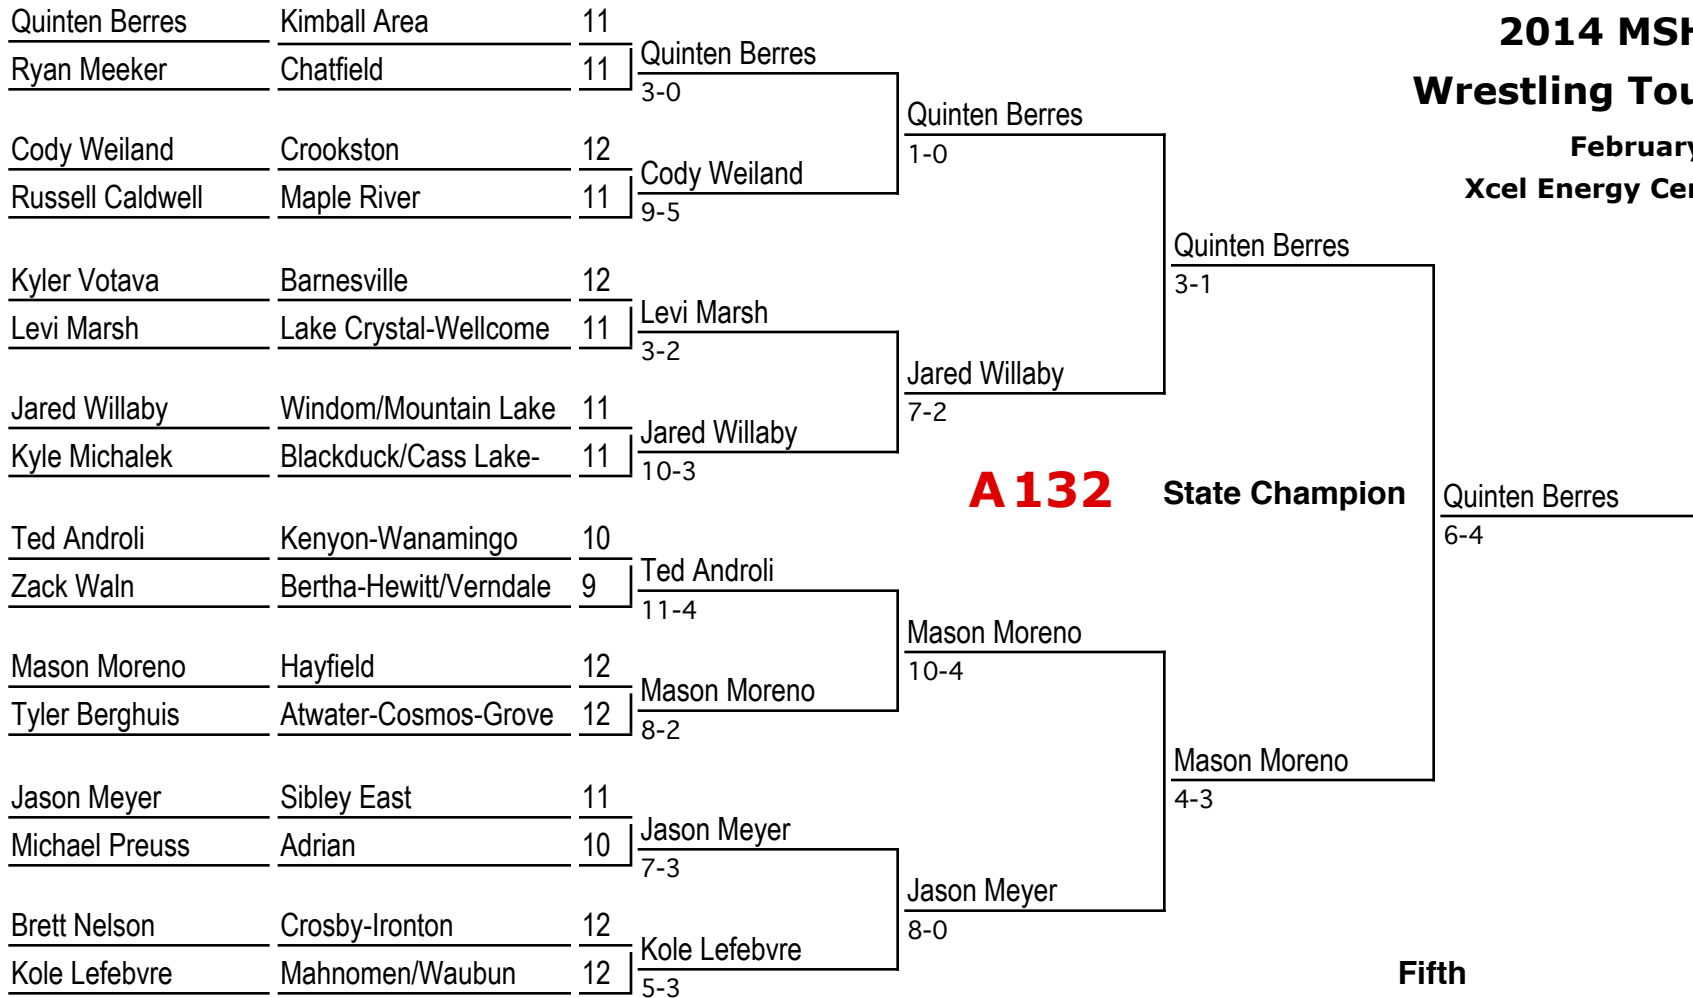 Quinten Berres Kimball Area 11
Ryan Meeker Chatfield 11
Quinten Berres
3-0
Cody Weiland Crookston 12
Russell Caldwell Maple River 11
Cody Weiland
9-5
Quinten Berres
1-0
Kyler Votava Barnesville 12
Levi Marsh Lake Crystal-Wellcome 11
Levi Marsh
3-2
Jared Willaby Windom/Mountain Lake 11
Kyle Michalek Blackduck/Cass Lake- 11
Jared Willaby
10-3
Jared Willaby
7-2
Quinten Berres
3-1
Ted Androli Kenyon-Wanamingo 10
Zack Waln Bertha-Hewitt/Verndale 9
Ted Androli
11-4
Mason Moreno Hayfield 12
Tyler Berghuis Atwater-Cosmos-Grove 12
Mason Moreno
8-2
Mason Moreno
10-4
Jason Meyer Sibley East 11
Michael Preuss Adrian 10
Jason Meyer
7-3
Brett Nelson Crosby-Ironton 12
Kole Lefebvre Mahnomen/Waubun 12
Kole Lefebvre
5-3
Jason Meyer
8-0
Mason Moreno
4-3
2014 MSH
Wrestling Tou
February
Xcel Energy Cer
A 132 State Champion
Quinten Berres
6-4
Fifth